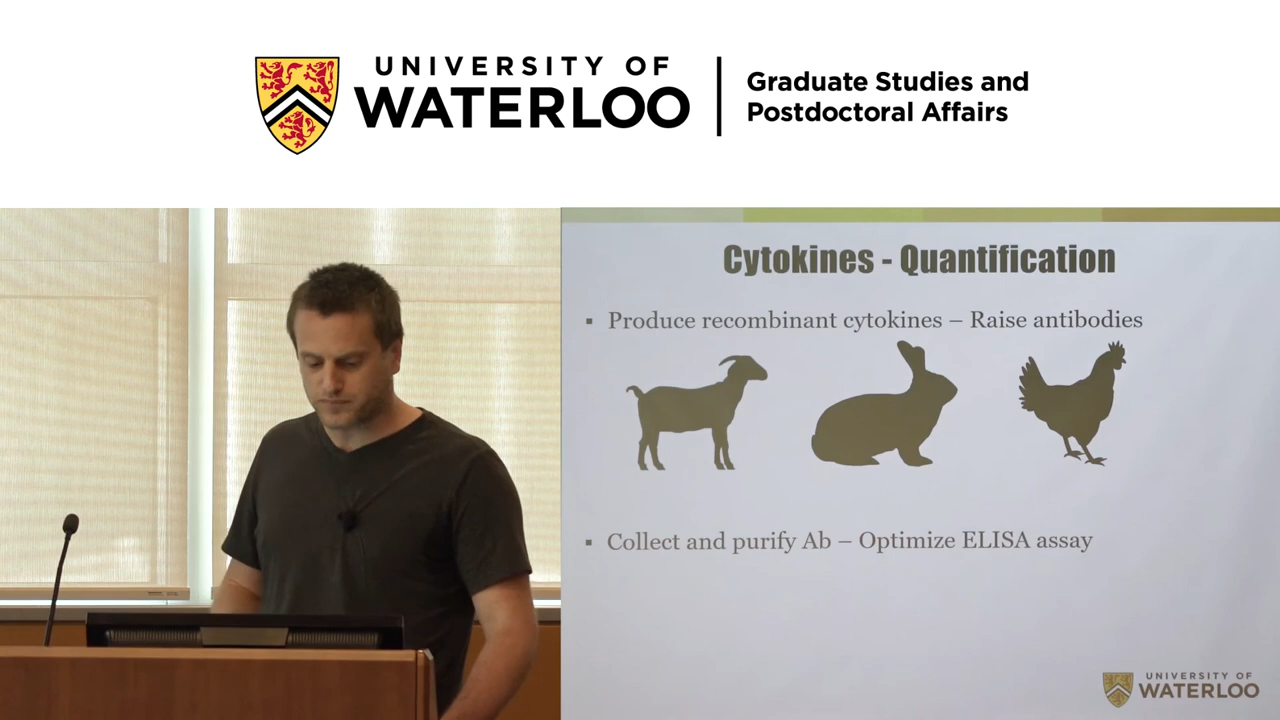 UNIVERSITY OF
WATERLOO
Graduate Studies and
Postdoctoral Affairs
Cytokines - Quantification
▪ Produce recombinant cytokines – Raise antibodies
▪ Collect and purify Ab – Optimize ELISA assay
UNIVERSITY OF
WATERLOO